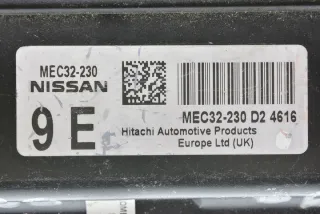 MEC32-230
NISSAN
9 E
MEC32-230 D2 4616
Hitachi Automotive Products
Europe Ltd (UK)